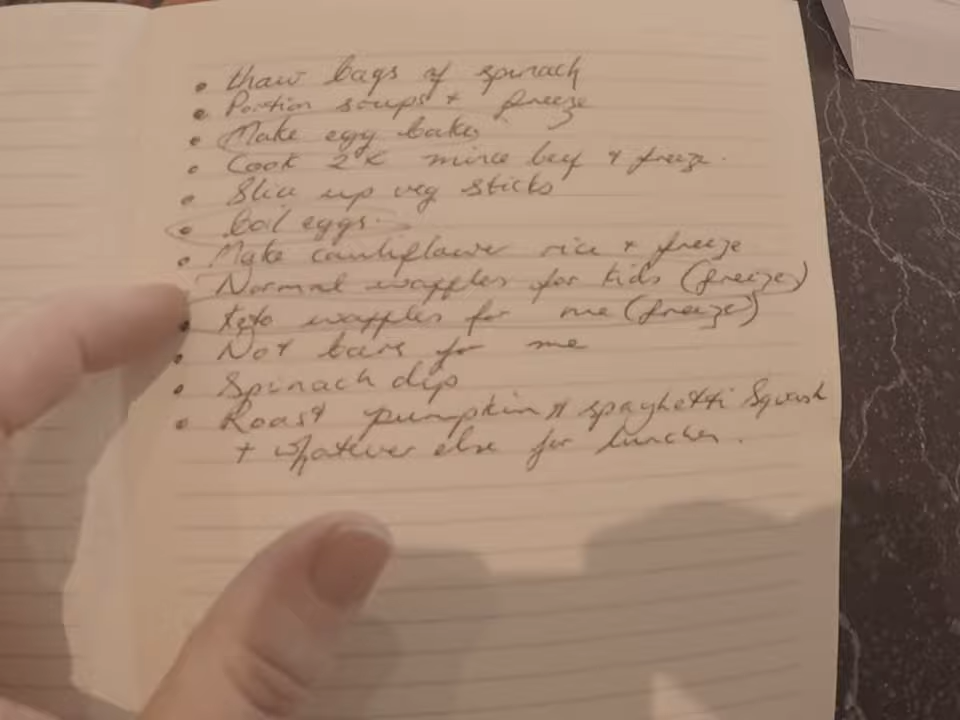 • thaw bags of spinach
• Portion soups + freeze
• Make egg bakes
• Cook 2K mince beef + freeze.
• Slice up veg sticks
• boil eggs.
• Make cauliflower rice + freeze
Normal waffles for kids (freeze)
• Keto waffles for me (freeze)
• Nut bars for me
• Spinach dip
• Roast pumpkin + spaghetti Squash
+ whatever else for lunches.